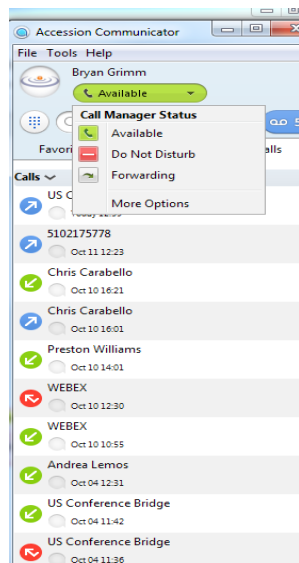 Accession Communicator
File Tools Help
Bryan Grimm
Available
Call Manager Status
Available
Do Not Disturb
Forwarding
More Options
Calls
US C
5102175778
Oct 11 12:23
Chris Carabello
Oct 10 16:21
Chris Carabello
Oct 10 16:01
Preston Williams
Oct 10 14:01
WEBEX
Oct 10 12:30
WEBEX
Oct 10 10:55
Andrea Lemos
Oct 04 12:31
US Conference Bridge
Oct 04 11:42
US Conference Bridge
Oct 04 11:36